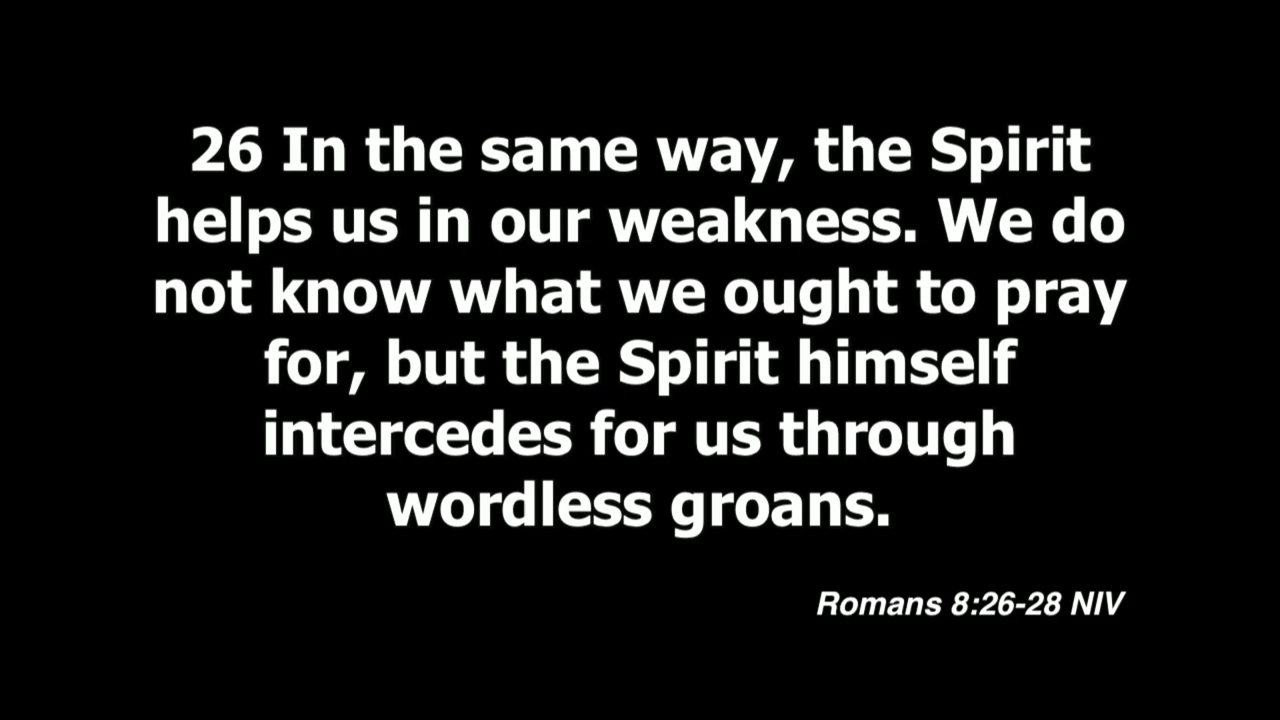 26 In the same way, the Spirit
helps us in our weakness. We do
not know what we ought to pray
for, but the Spirit himself
intercedes for us through
wordless groans.
Romans 8:26-28 NIV